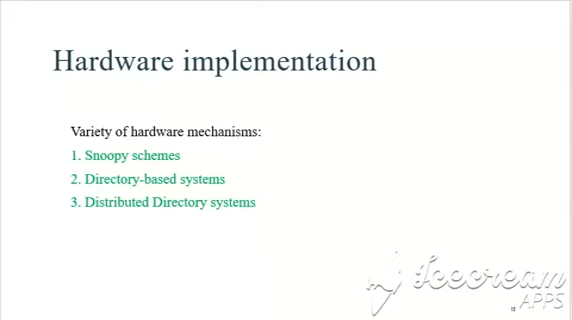 Hardware implementation
Variety of hardware mechanisms:
1. Snoopy schemes
2. Directory-based systems
3. Distributed Directory systems
Icecream
APPS